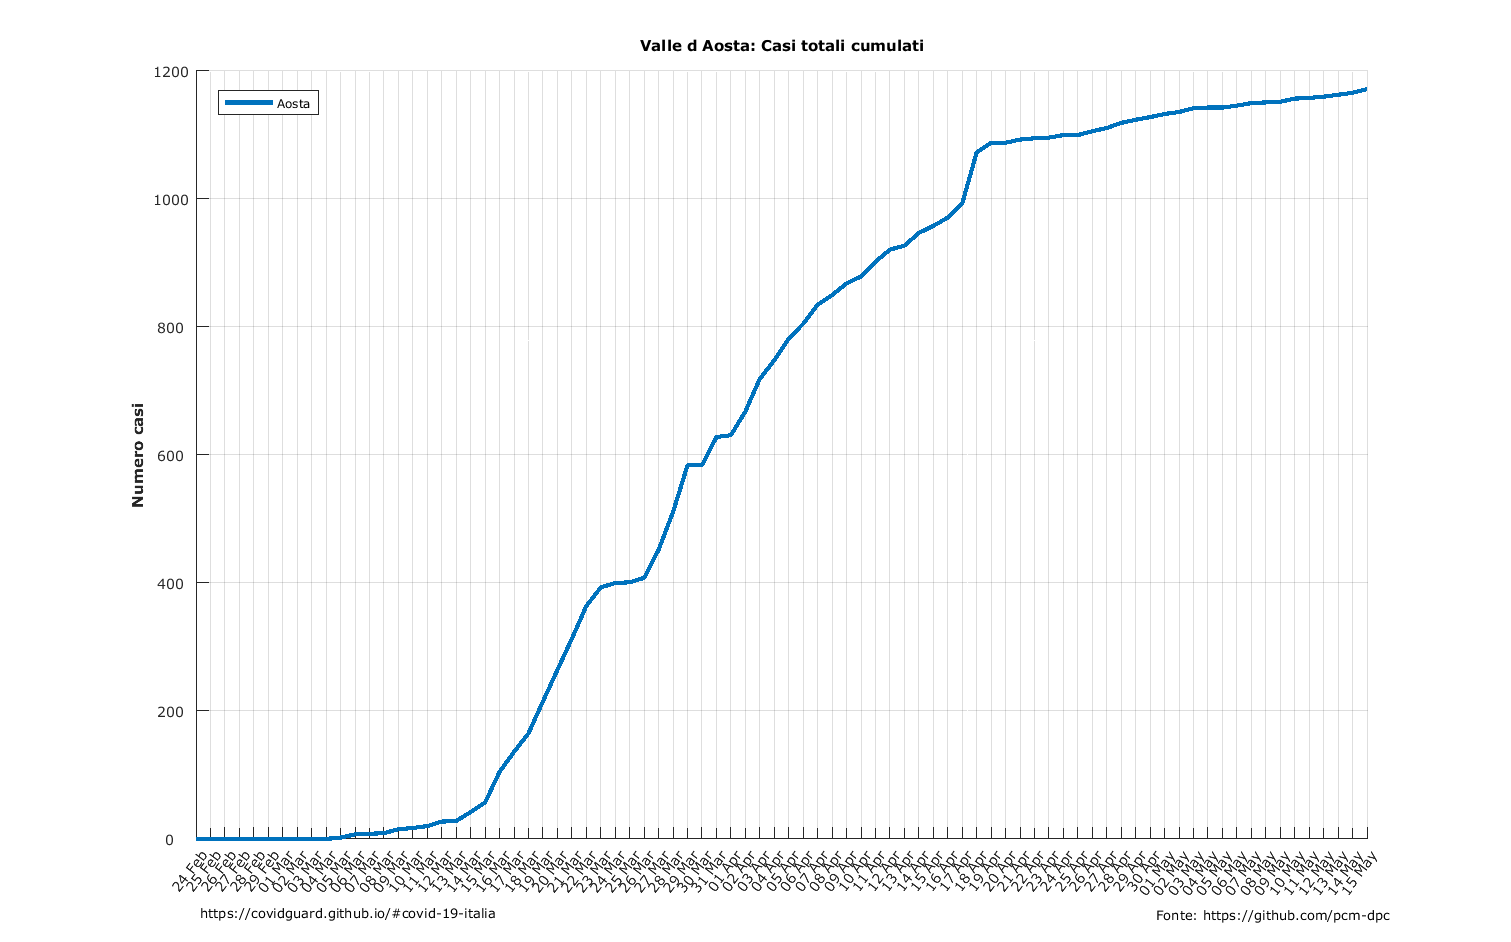 Valle d Aosta: Casi totali cumulati
Aosta
1200
1000
800
600
400
200
0
Numero casi
24 Feb
25 Feb
26 Feb
27 Feb
28 Feb
29 Feb
01 Mar
02 Mar
03 Mar
04 Mar
05 Mar
06 Mar
07 Mar
08 Mar
09 Mar
10 Mar
11 Mar
12 Mar
13 Mar
14 Mar
15 Mar
16 Mar
17 Mar
18 Mar
19 Mar
20 Mar
21 Mar
22 Mar
23 Mar
24 Mar
25 Mar
26 Mar
27 Mar
28 Mar
29 Mar
30 Mar
31 Mar
01 Apr
02 Apr
03 Apr
04 Apr
05 Apr
06 Apr
07 Apr
08 Apr
09 Apr
10 Apr
11 Apr
12 Apr
13 Apr
14 Apr
15 Apr
16 Apr
17 Apr
18 Apr
19 Apr
20 Apr
21 Apr
22 Apr
23 Apr
24 Apr
25 Apr
26 Apr
27 Apr
28 Apr
29 Apr
30 Apr
01 May
02 May
03 May
04 May
05 May
06 May
07 May
08 May
09 May
10 May
11 May
12 May
13 May
14 May
15 May
https://covidguard.github.io/#covid-19-italia
Fonte: https://github.com/pcm-dpc